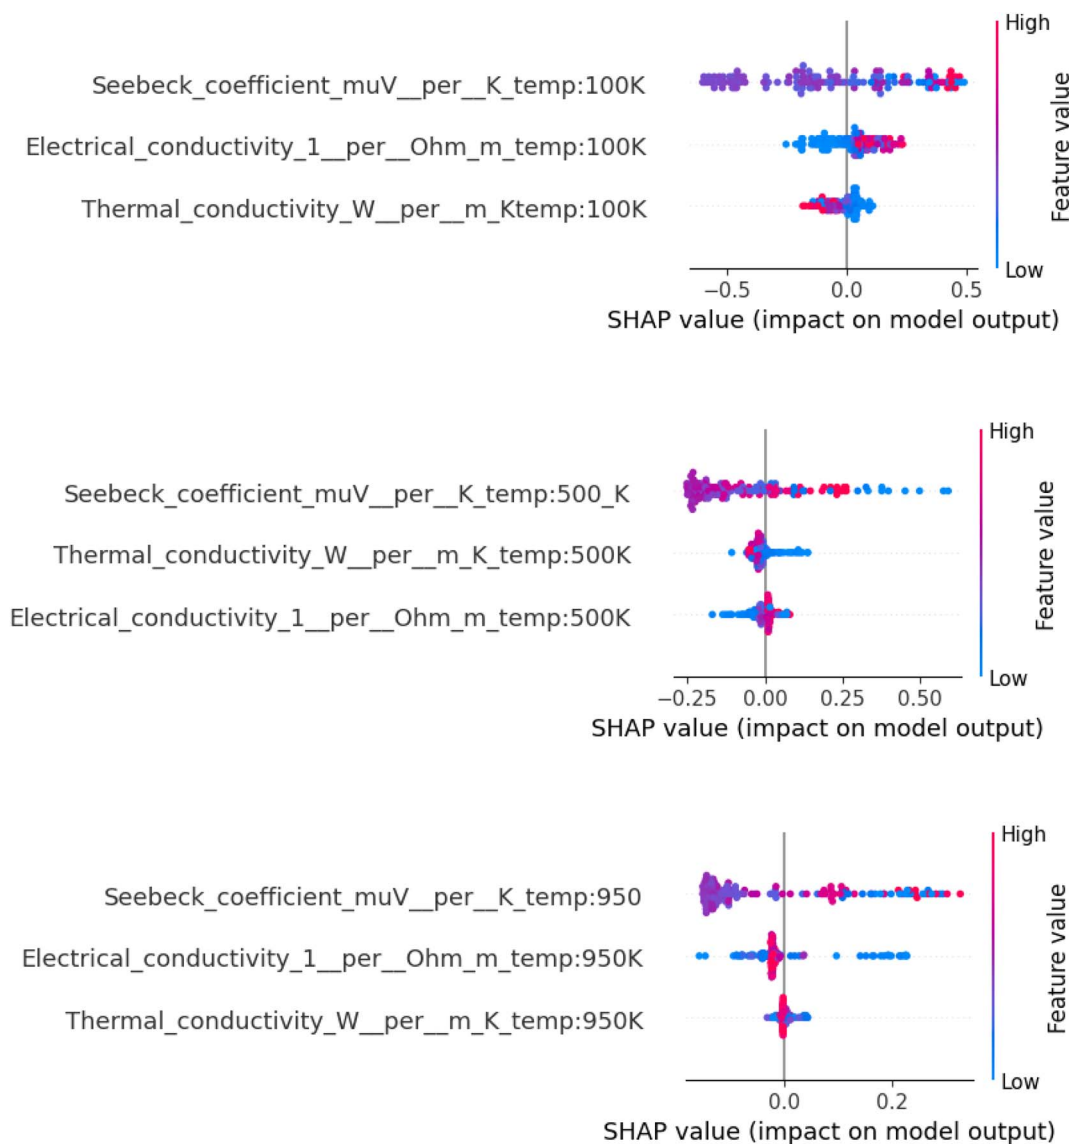 High
Seebeck_coefficient_muV__per__K_temp:100K
Electrical_conductivity_1__per__Ohm_m_temp:100K
Thermal_conductivity_W__per__m_Ktemp:100K
Feature value
Low
−0.5 0.0 0.5
SHAP value (impact on model output)
High
Seebeck_coefficient_muV__per__K_temp:500_K
Thermal_conductivity_W__per__m_K_temp:500K
Electrical_conductivity_1__per__Ohm_m_temp:500K
Feature value
Low
−0.25 0.00 0.25 0.50
SHAP value (impact on model output)
High
Seebeck_coefficient_muV__per__K_temp:950
Electrical_conductivity_1__per__Ohm_m_temp:950K
Thermal_conductivity_W__per__m_K_temp:950K
Feature value
Low
0.0 0.2
SHAP value (impact on model output)